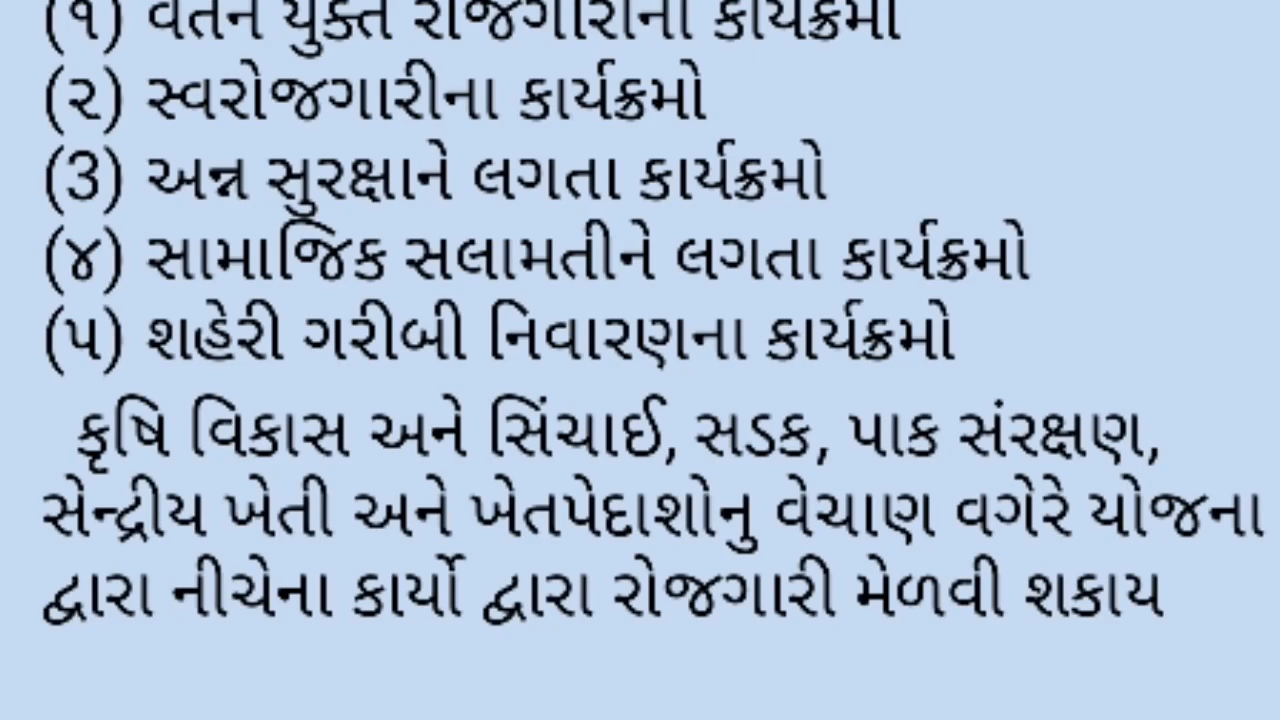 (૧) વેતન યુક્ત રોજગારીના કાર્યક્રમો
(૨) સ્વરોજગારીના કાર્યક્રમો
(3) અન્ન સુરક્ષાને લગતા કાર્યક્રમો
(૪) સામાજિક સલામતીને લગતા કાર્યક્રમો
(૫) શહેરી ગરીબી નિવારણના કાર્યક્રમો
કૃષિ વિકાસ અને સિંચાઈ, સડક, પાક સંરક્ષણ,
સેન્દ્રીય ખેતી અને ખેતપેદાશોનુ વેચાણ વગેરે યોજના
દ્વારા નીચેના કાર્યો દ્વારા રોજગારી મેળવી શકાય